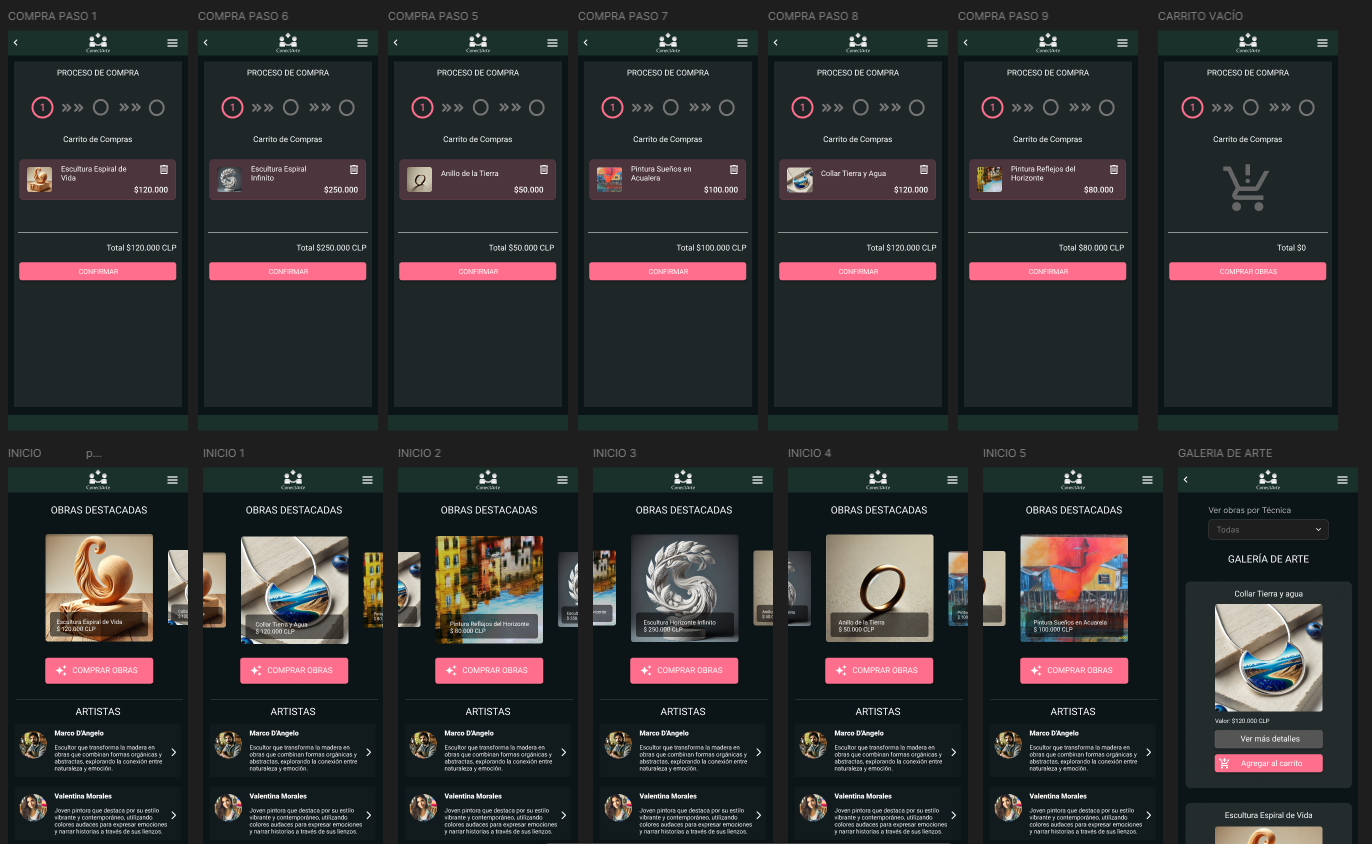 COMPRA PASO 1
ConectArte
PROCESO DE COMPRA
1
Carrito de Compras
Escultura Espiral de
Vida
$120.000
Total $120.000 CLP
CONFIRMAR
COMPRA PASO 6
ConectArte
PROCESO DE COMPRA
1
Carrito de Compras
Escultura Espiral
Infinito
$250.000
Total $250.000 CLP
CONFIRMAR
COMPRA PASO 5
ConectArte
PROCESO DE COMPRA
1
Carrito de Compras
Anillo de la Tierra
$50.000
Total $50.000 CLP
CONFIRMAR
COMPRA PASO 7
ConectArte
PROCESO DE COMPRA
1
Carrito de Compras
Pintura Sueños en
Acualera
$100.000
Total $100.000 CLP
CONFIRMAR
COMPRA PASO 8
ConectArte
PROCESO DE COMPRA
1
Carrito de Compras
Collar Tierra y Agua
$120.000
Total $120.000 CLP
CONFIRMAR
COMPRA PASO 9
ConectArte
PROCESO DE COMPRA
1
Carrito de Compras
Pintura Reflejos del
Horizonte
$80.000
Total $80.000 CLP
CONFIRMAR
CARRITO VACÍO
ConectArte
PROCESO DE COMPRA
1
Carrito de Compras
Total $0
COMPRAR OBRAS
INICIO
p...
ConectArte
OBRAS DESTACADAS
Escultura Espiral de Vida
$ 120.000 CLP
COMPRAR OBRAS
ARTISTAS
Marco D'Angelo
Escultor que transforma la madera en
obras que combinan formas orgánicas y
abstractas, explorando la conexión entre
naturaleza y emoción.
Valentina Morales
Joven pintora que destaca por su estilo
vibrante y contemporáneo, utilizando
colores audaces para expresar emociones
y narrar historias a través de sus lienzos.
INICIO 1
ConectArte
OBRAS DESTACADAS
Collar Tierra y Agua
$ 120.000 CLP
COMPRAR OBRAS
ARTISTAS
Marco D'Angelo
Escultor que transforma la madera en
obras que combinan formas orgánicas y
abstractas, explorando la conexión entre
naturaleza y emoción.
Valentina Morales
Joven pintora que destaca por su estilo
vibrante y contemporáneo, utilizando
colores audaces para expresar emociones
y narrar historias a través de sus lienzos.
INICIO 2
ConectArte
OBRAS DESTACADAS
Pintura Reflejos del Horizonte
$ 80.000 CLP
COMPRAR OBRAS
ARTISTAS
Marco D'Angelo
Escultor que transforma la madera en
obras que combinan formas orgánicas y
abstractas, explorando la conexión entre
naturaleza y emoción.
Valentina Morales
Joven pintora que destaca por su estilo
vibrante y contemporáneo, utilizando
colores audaces para expresar emociones
y narrar historias a través de sus lienzos.
INICIO 3
ConectArte
OBRAS DESTACADAS
Escultura Horizonte Infinito
$ 250.000 CLP
COMPRAR OBRAS
ARTISTAS
Marco D'Angelo
Escultor que transforma la madera en
obras que combinan formas orgánicas y
abstractas, explorando la conexión entre
naturaleza y emoción.
Valentina Morales
Joven pintora que destaca por su estilo
vibrante y contemporáneo, utilizando
colores audaces para expresar emociones
y narrar historias a través de sus lienzos.
INICIO 4
ConectArte
OBRAS DESTACADAS
Anillo de la Tierra
$ 50.000 CLP
COMPRAR OBRAS
ARTISTAS
Marco D'Angelo
Escultor que transforma la madera en
obras que combinan formas orgánicas y
abstractas, explorando la conexión entre
naturaleza y emoción.
Valentina Morales
Joven pintora que destaca por su estilo
vibrante y contemporáneo, utilizando
colores audaces para expresar emociones
y narrar historias a través de sus lienzos.
INICIO 5
ConectArte
OBRAS DESTACADAS
Pintura Sueños en Acuarela
$ 100.000 CLP
COMPRAR OBRAS
ARTISTAS
Marco D'Angelo
Escultor que transforma la madera en
obras que combinan formas orgánicas y
abstractas, explorando la conexión entre
naturaleza y emoción.
Valentina Morales
Joven pintora que destaca por su estilo
vibrante y contemporáneo, utilizando
colores audaces para expresar emociones
y narrar historias a través de sus lienzos.
GALERIA DE ARTE
ConectArte
Ver obras por Técnica
Todas
GALERÍA DE ARTE
Collar Tierra y agua
Valor: $120.000 CLP
Ver más detalles
Agregar al carrito
Escultura Espiral de Vida